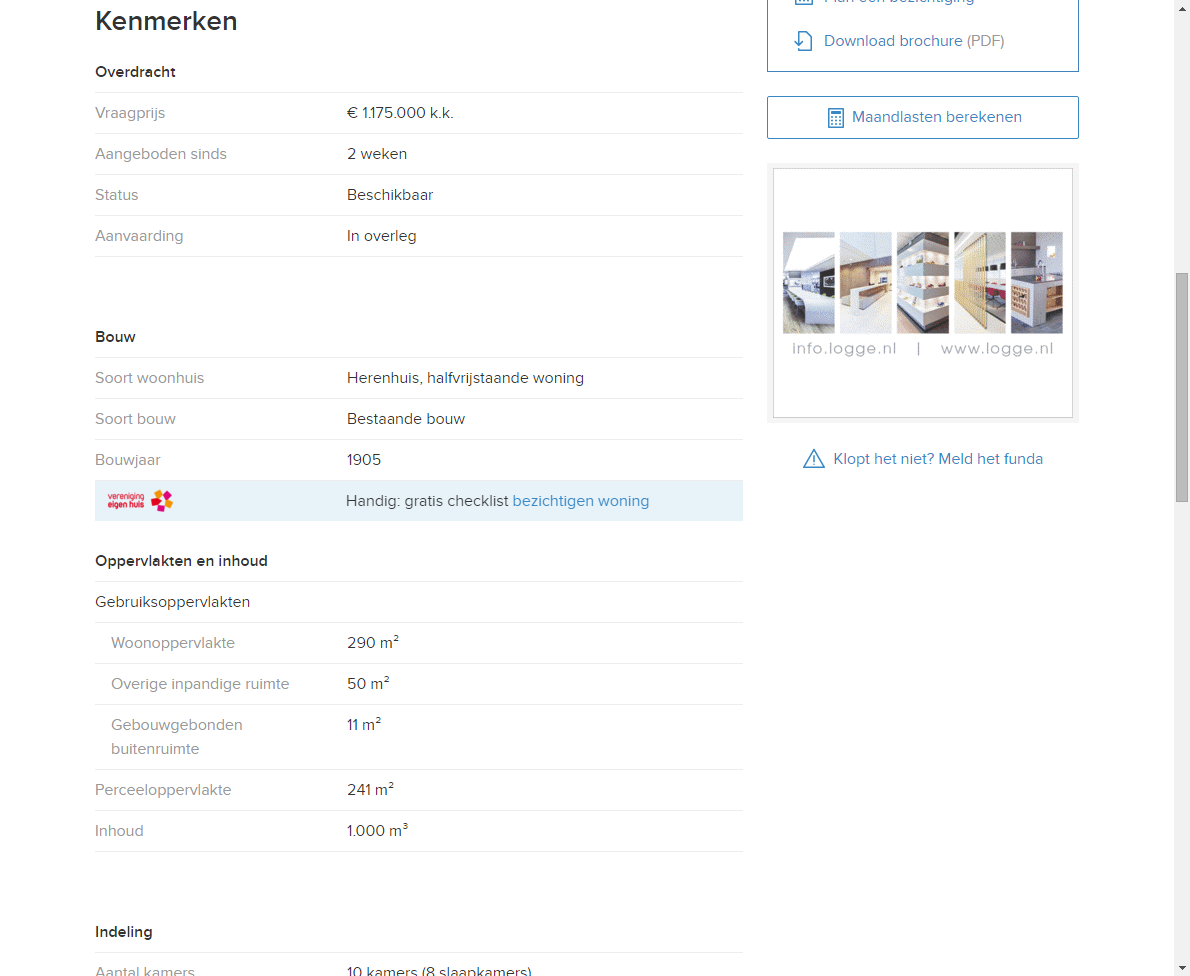 Kenmerken
Overdracht
Vraagprijs € 1.175.000 k.k.
Aangeboden sinds 2 weken
Status Beschikbaar
Aanvaarding In overleg
Bouw
Soort woonhuis Herenhuis, halfvrijstaande woning
Soort bouw Bestaande bouw
Bouwjaar 1905
vereniging
eigen huis
Handig: gratis checklist bezichtigen woning
Oppervlakten en inhoud
Gebruiksoppervlakten
Woonoppervlakte 290 m²
Overige inpandige ruimte 50 m²
Gebouwgebonden 11 m²
buitenruimte
Perceeloppervlakte 241 m²
Inhoud 1.000 m³
Indeling
Aantal kamers 10 kamers (8 slaapkamers)
Plan een bezichtiging
Download brochure (PDF)
Maandlasten berekenen
info.logge.nl | www.logge.nl
Klopt het niet? Meld het funda